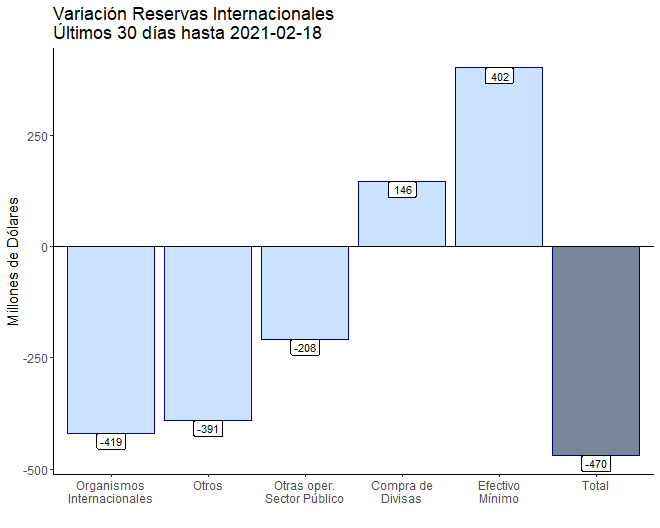 Variación Reservas Internacionales
Últimos 30 días hasta 2021-02-18
Millones de Dólares
250
0
-250
-500
-419
-391
-208
146
402
-470
Organismos
Internacionales
Otros
Otras oper.
Sector Público
Compra de
Divisas
Efectivo
Mínimo
Total